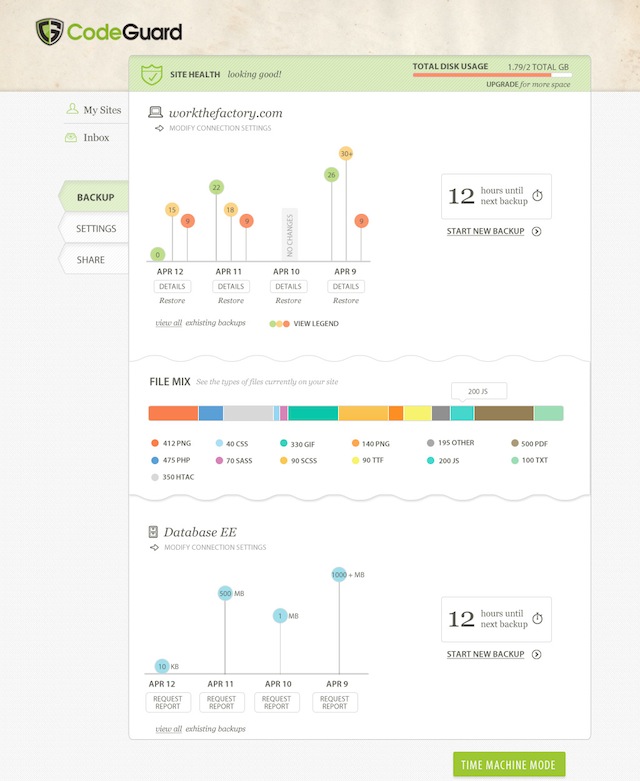 CodeGuard
SITE HEALTH looking good!
TOTAL DISK USAGE 1.79/2 TOTAL GB
UPGRADE for more space
My Sites
Inbox
BACKUP
SETTINGS
SHARE
workthefactory.com
MODIFY CONNECTION SETTINGS
0
15
9
22
18
9
NO CHANGES
26
30+
9
APR 12 APR 11 APR 10 APR 9
DETAILS DETAILS DETAILS DETAILS
Restore Restore Restore Restore
view all exhisting backups
VIEW LEGEND
12 hours until
next backup
START NEW BACKUP
FILE MIX See the types of files currently on your site
200 JS
412 PNG 40 CSS 330 GIF 140 PNG 195 OTHER 500 PDF
475 PHP 70 SASS 90 SCSS 90 TTF 200 JS 100 TXT
350 HTAC
Database EE
MODIFY CONNECTION SETTINGS
10 KB
500 MB
1 MB
1000 + MB
APR 12 APR 11 APR 10 APR 9
REQUEST REQUEST REQUEST REQUEST
REPORT REPORT REPORT REPORT
view all exhisting backups
12 hours until
next backup
START NEW BACKUP
TIME MACHINE MODE